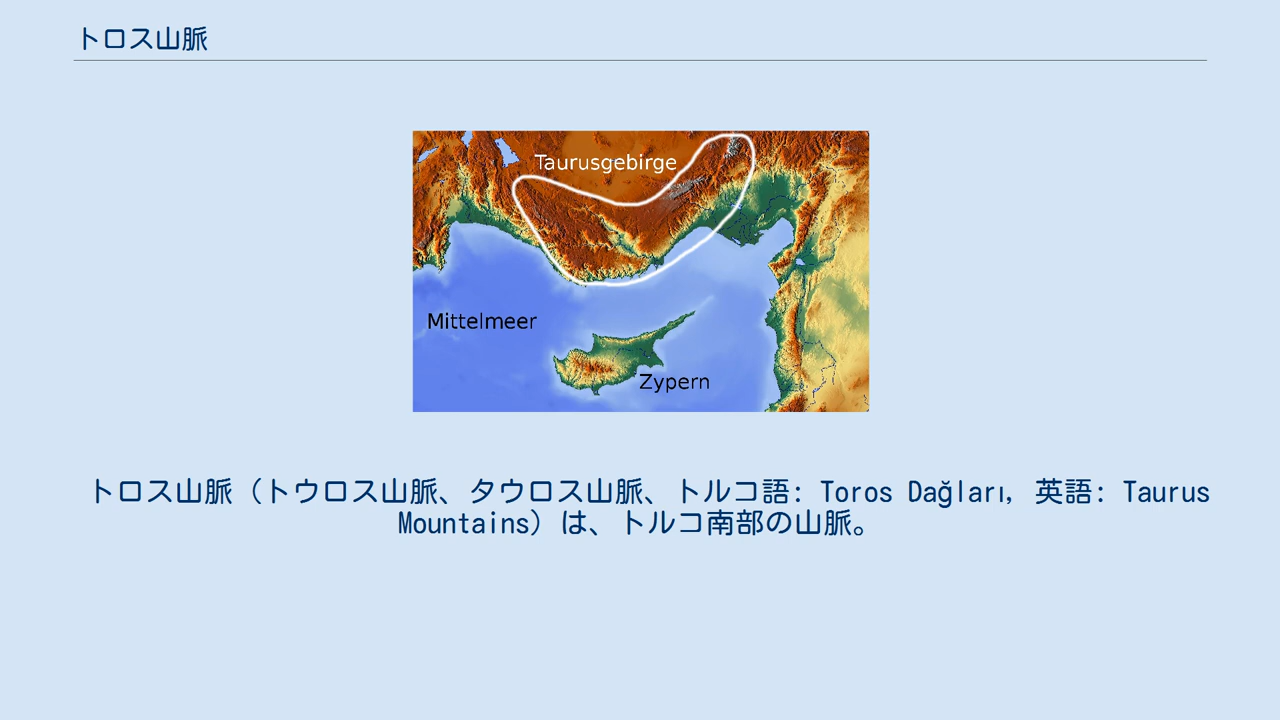 トロス山脈
Taurusgebirge
Mittelmeer
Zypern
トロス山脈（トウロス山脈、タウロス山脈、トルコ語: Toros Dağları, 英語: Taurus
Mountains）は、トルコ南部の山脈。